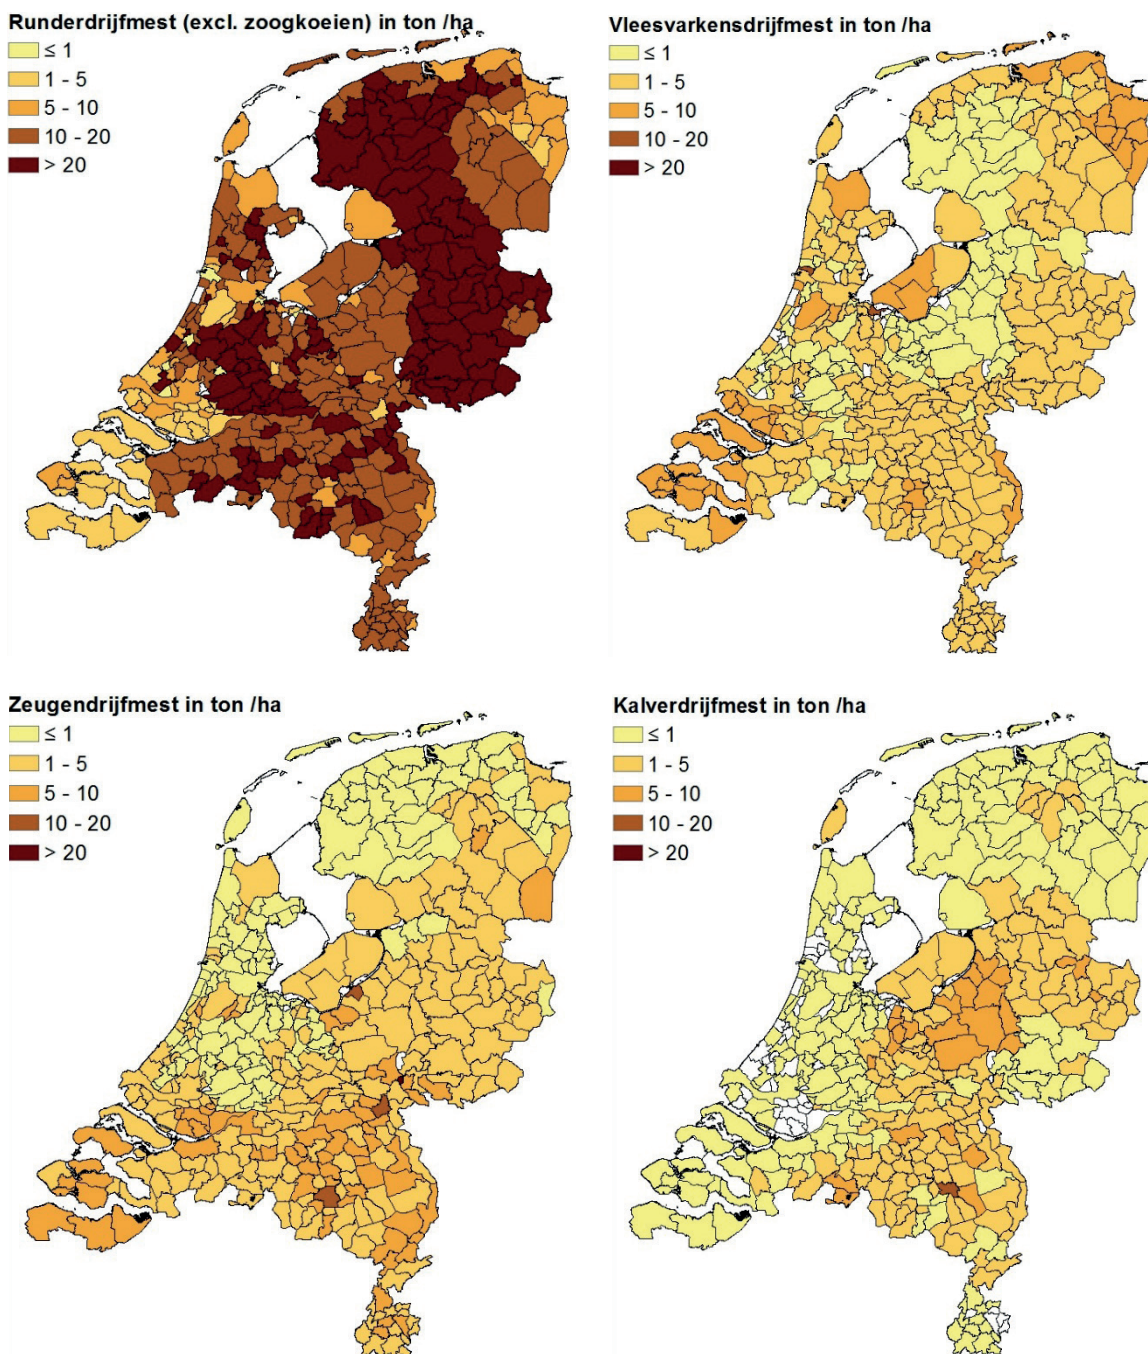 Runderdrijfmest (excl. zoogkoeien) in ton /ha
≤ 1
1 - 5
5 - 10
10 - 20
> 20
Vleesvarkensdrijfmest in ton /ha
≤ 1
1 - 5
5 - 10
10 - 20
> 20
Zeugendrijfmest in ton /ha
≤ 1
1 - 5
5 - 10
10 - 20
> 20
Kalverdrijfmest in ton /ha
≤ 1
1 - 5
5 - 10
10 - 20
> 20